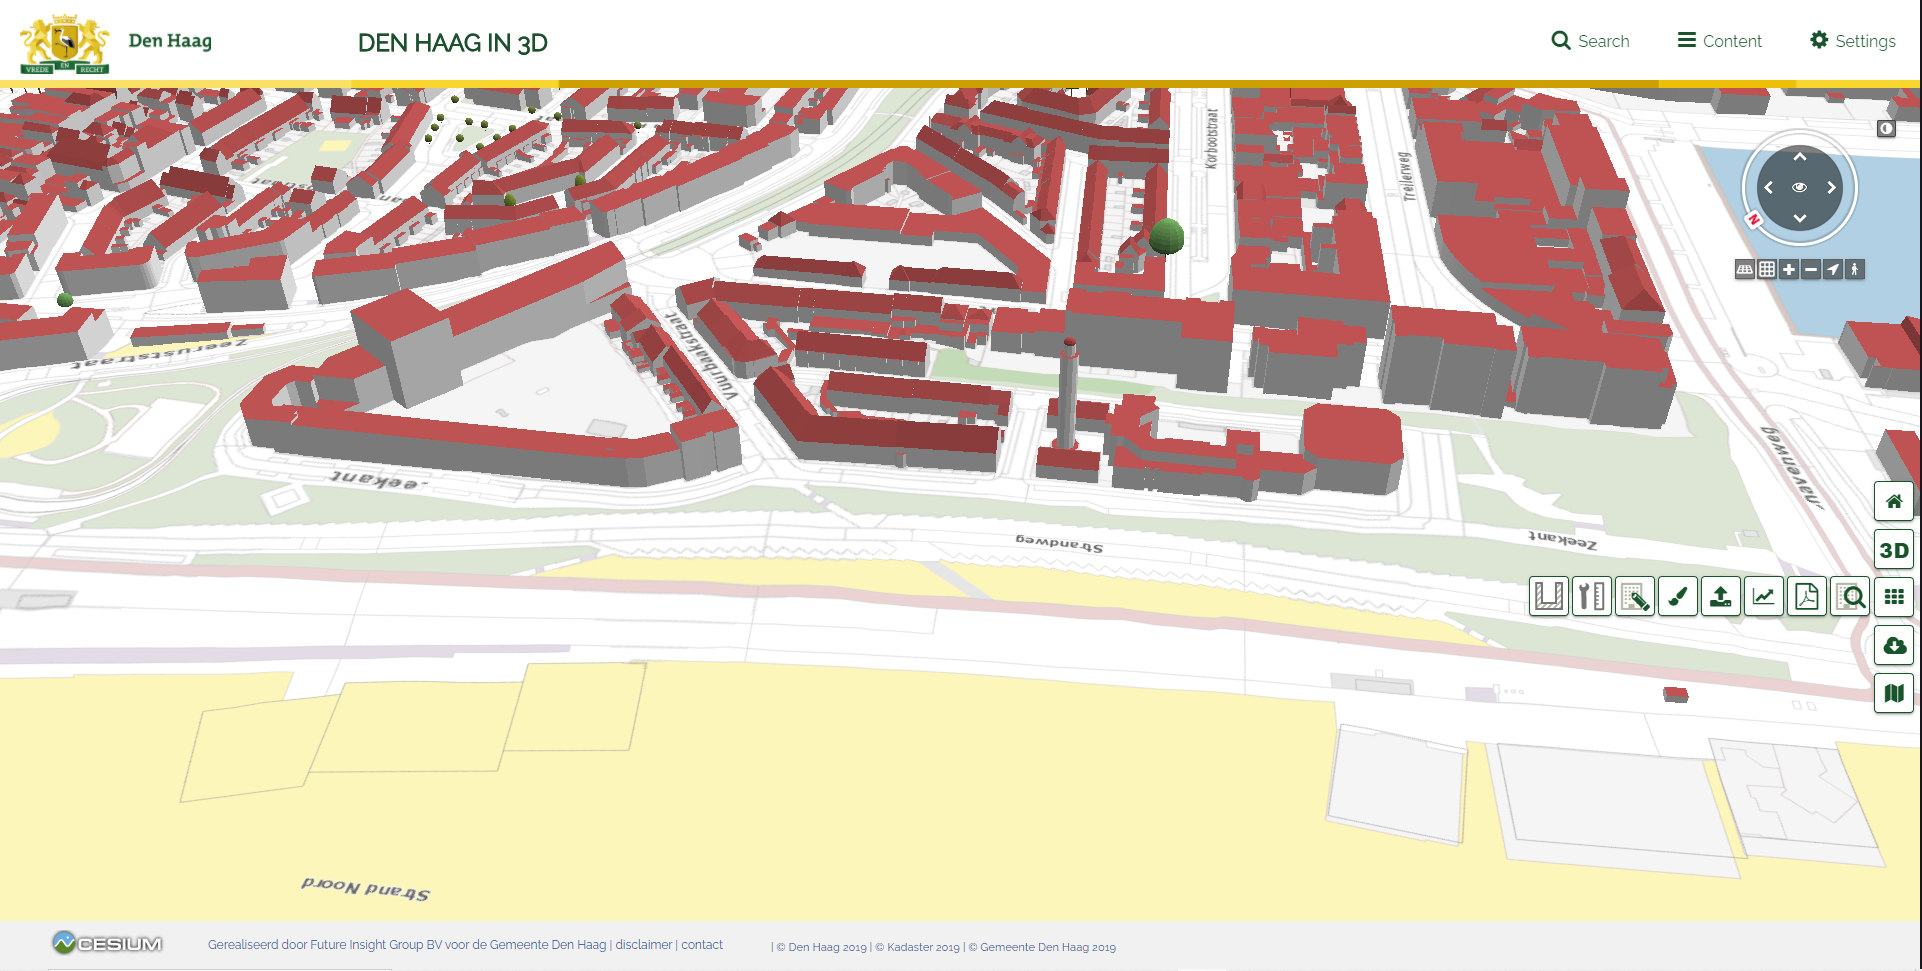 VREDE EN RECHT
Den Haag
DEN HAAG IN 3D
Search
Content
Settings
Korbootstraat
Treilerweg
N
Zeeruststraat
Vuurbaakstraat
Havenweg
Zeekant
Strandweg
Zeekant
3D
Strand Noord
CESIUM
Gerealiseerd door Future Insight Group BV voor de Gemeente Den Haag | disclaimer | contact
| © Den Haag 2019 | © Kadaster 2019 | © Gemeente Den Haag 2019